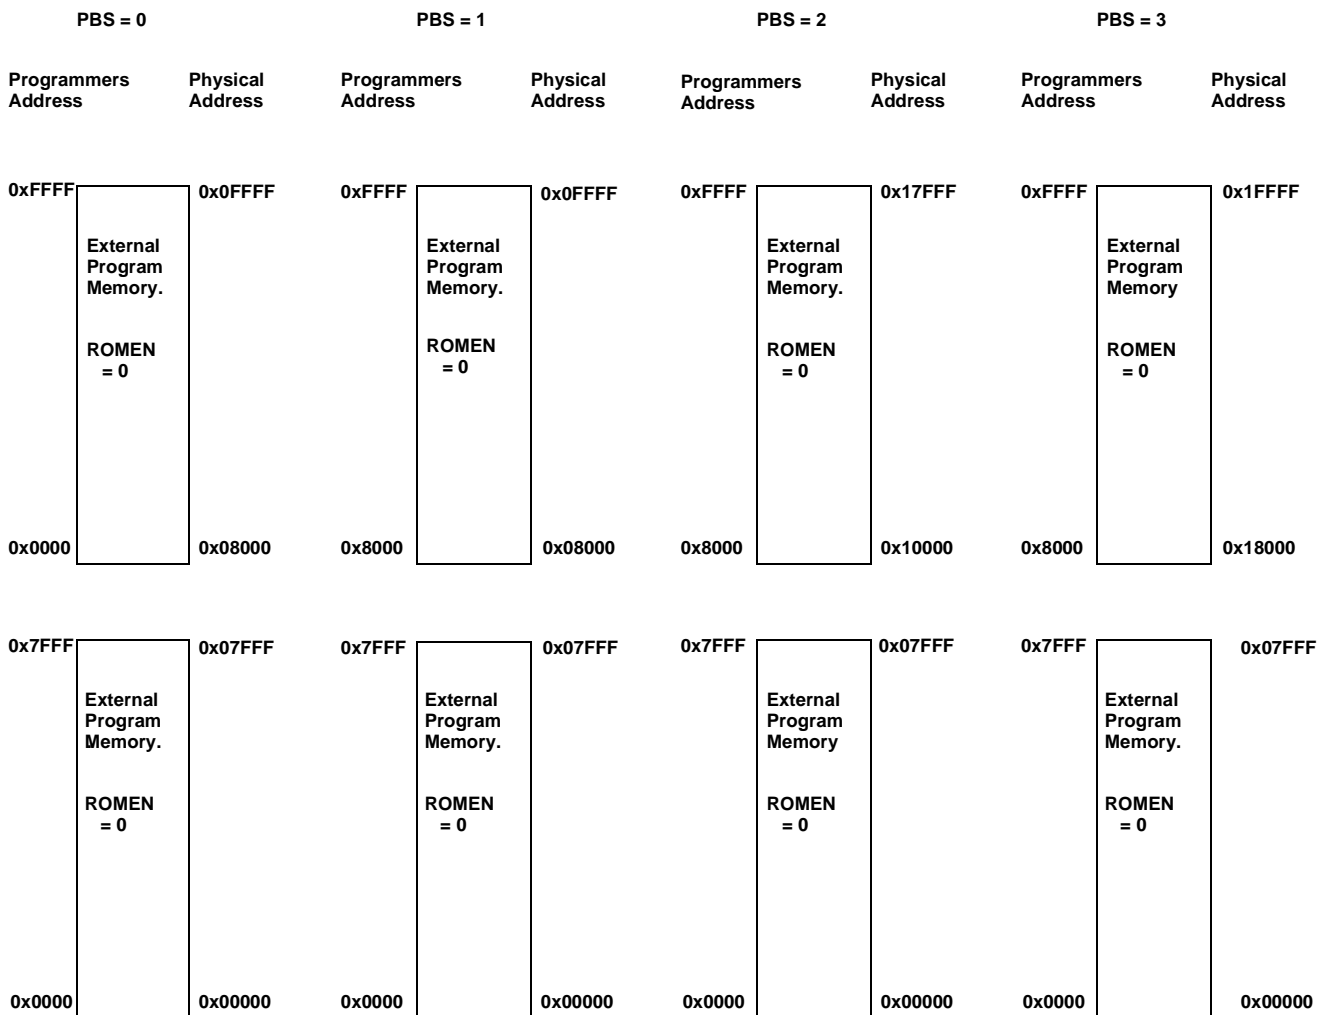 PBS = 0 PBS = 1 PBS = 2 PBS = 3
Programmers Physical Programmers Physical Programmers Physical Programmers Physical
Address Address Address Address Address Address Address Address
0xFFFF 0x0FFFF 0xFFFF 0x0FFFF 0xFFFF 0x17FFF 0xFFFF 0x1FFFF
External External External External
Program Program Program Program
Memory. Memory. Memory. Memory
ROMEN ROMEN ROMEN ROMEN
= 0 = 0 = 0 = 0
0x0000 0x08000 0x8000 0x08000 0x8000 0x10000 0x8000 0x18000
0x7FFF 0x07FFF 0x7FFF 0x07FFF 0x7FFF 0x07FFF 0x7FFF 0x07FFF
External External External External
Program Program Program Program
Memory. Memory. Memory Memory.
ROMEN ROMEN ROMEN ROMEN
= 0 = 0 = 0 = 0
0x0000 0x00000 0x0000 0x00000 0x0000 0x00000 0x0000 0x00000